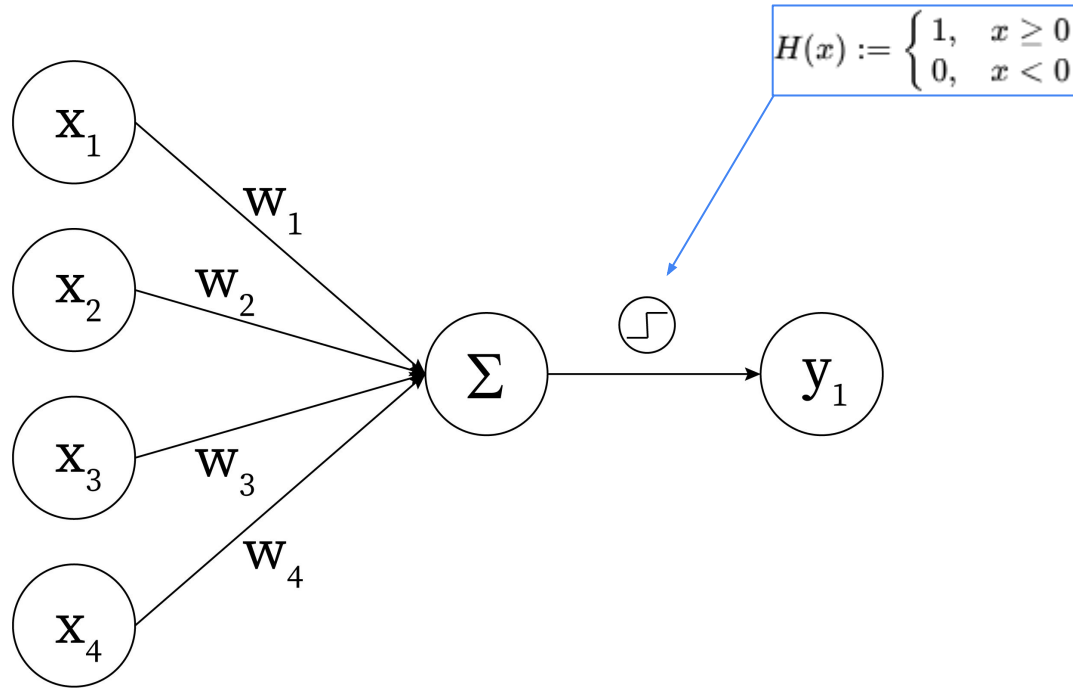 H(x) := { 1, x ≥ 0
0, x < 0
x₁
w₁
x₂
w₂
Σ
y₁
x₃
w₃
w₄
x₄